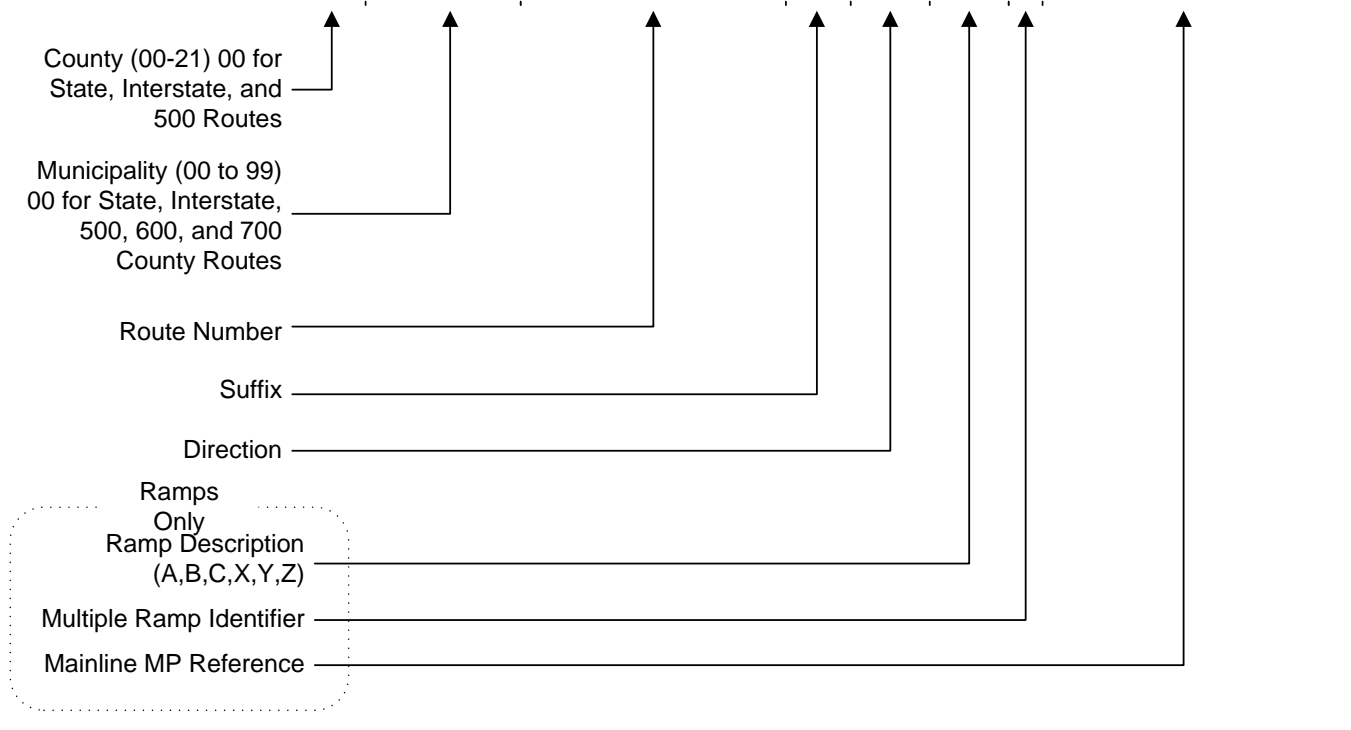 County (00-21) 00 for
State, Interstate, and
500 Routes
Municipality (00 to 99)
00 for State, Interstate,
500, 600, and 700
County Routes
Route Number
Suffix
Direction
Ramps
Only
Ramp Description
(A,B,C,X,Y,Z)
Multiple Ramp Identifier
Mainline MP Reference